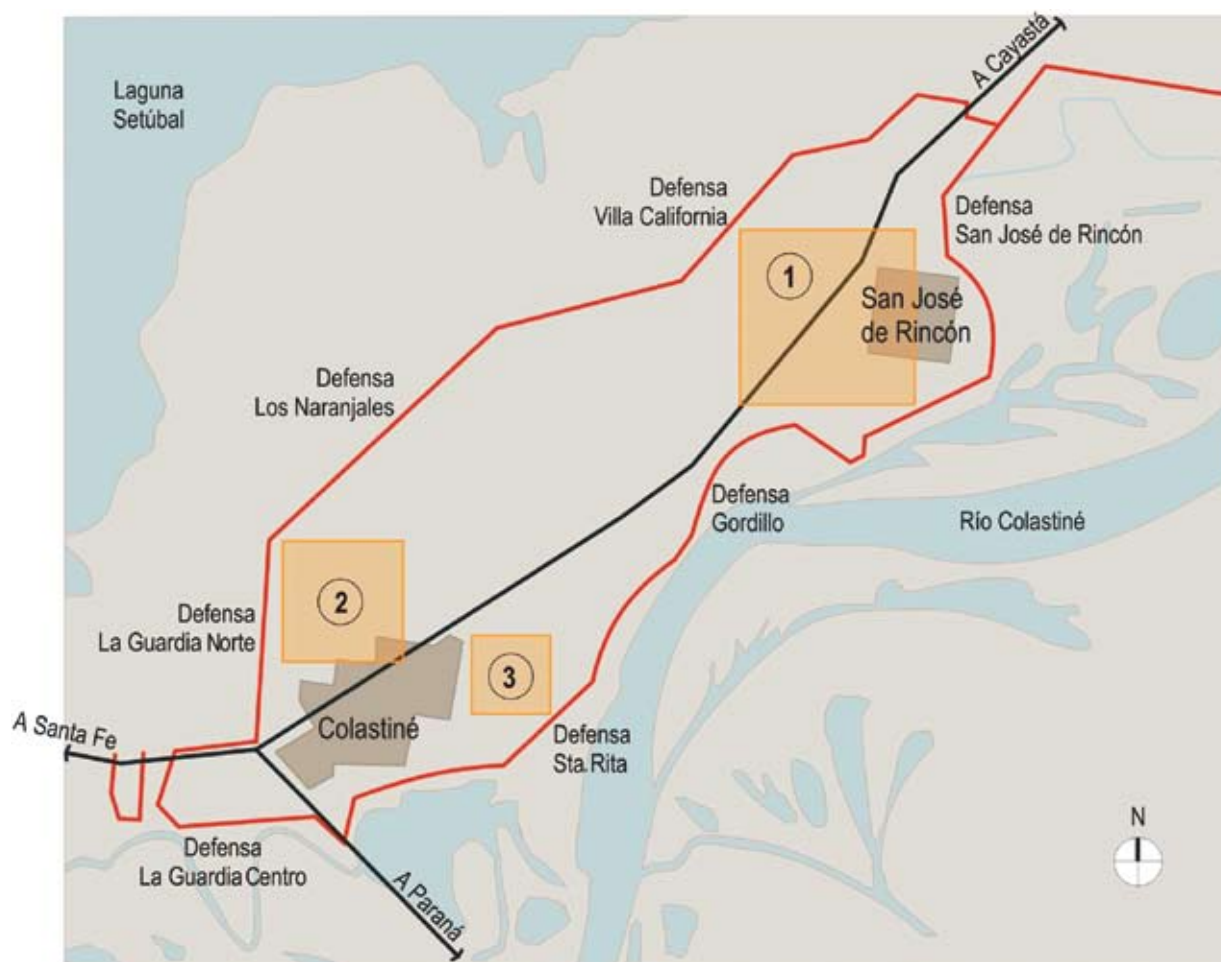 A Cayastá
Laguna
Setúbal
Defensa
Villa California
Defensa
San José de Rincón
1
San José
de Rincón
Defensa
Los Naranjales
Defensa
Gordillo
Río Colastiné
2
Defensa
La Guardia Norte
3
Colastiné
A Santa Fe
Defensa
Sta. Rita
N
Defensa
La Guardia Centro
A Paraná